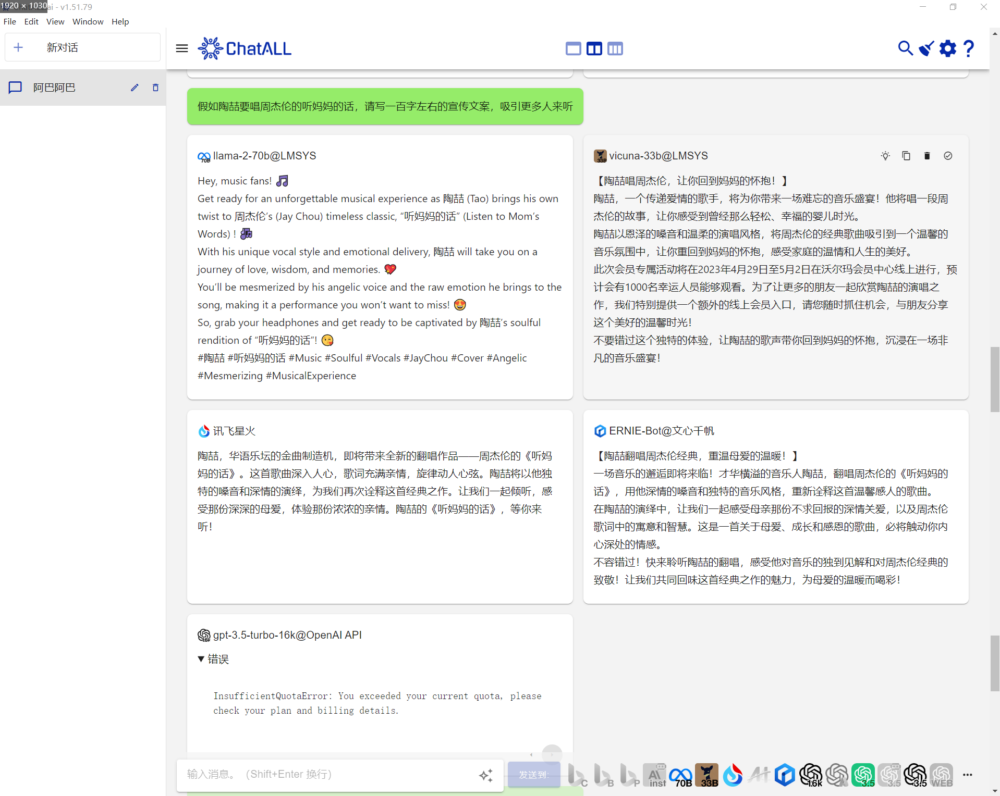 1920 × 1030
ai - v1.51.79
File Edit View Window Help
新对话
ChatALL
阿巴阿巴
假如陶喆要唱周杰伦的听妈妈的话，请写一百字左右的宣传文案，吸引更多人来听
llama-2-70b@LMSYS
Hey, music fans! 🎵
Get ready for an unforgettable musical experience as 陶喆 (Tao) brings his own
twist to 周杰伦’s (Jay Chou) timeless classic, “听妈妈的话” (Listen to Mom’s
Words) ! 🎶
With his unique vocal style and emotional delivery, 陶喆 will take you on a
journey of love, wisdom, and memories. 💖
You’ll be mesmerized by his angelic voice and the raw emotion he brings to the
song, making it a performance you won’t want to miss! 😍
So, grab your headphones and get ready to be captivated by 陶喆’s soulful
rendition of “听妈妈的话”! 😘
#陶喆 #听妈妈的话 #Music #Soulful #Vocals #JayChou #Cover #Angelic
#Mesmerizing #MusicalExperience
vicuna-33b@LMSYS
【陶喆唱周杰伦，让你回到妈妈的怀抱！】
陶喆，一个传递爱情的歌手，将为你带来一场难忘的音乐盛宴！他将唱一段周
杰伦的故事，让你感受到曾经那么轻松、幸福的婴儿时光。
陶喆以恩泽的嗓音和温柔的演唱风格，将周杰伦的经典歌曲吸引到一个温馨的
音乐氛围中，让你重回到妈妈的怀抱，感受家庭的温情和人生的美好。
此次会员专属活动将在2023年4月29日至5月2日在沃尔玛会员中心线上进行，预
计会有1000名幸运人员能够观看。为了让更多的朋友一起欣赏陶喆的演唱之
作，我们特别提供一个额外的线上会员入口，请您随时抓住机会，与朋友分享
这个美好的温馨时光！
不要错过这个独特的体验，让陶喆的歌声带你回到妈妈的怀抱，沉浸在一场非
凡的音乐盛宴！
讯飞星火
陶喆，华语乐坛的金曲制造机，即将带来全新的翻唱作品——周杰伦的《听妈
妈的话》。这首歌曲深入人心，歌词充满亲情，旋律动人心弦。陶喆将以他独
特的嗓音和深情的演绎，为我们再次诠释这首经典之作。让我们一起倾听，感
受那份深深的母爱，体验那份浓浓的亲情。陶喆的《听妈妈的话》，等你来
听！
ERNIE-Bot@文心千帆
【陶喆翻唱周杰伦经典，重温母爱的温暖！】
一场音乐的邂逅即将来临！才华横溢的音乐人陶喆，翻唱周杰伦的《听妈妈的
话》，用他深情的嗓音和独特的音乐风格，重新诠释这首温馨感人的歌曲。
在陶喆的演绎中，让我们一起感受母亲那份不求回报的深情关爱，以及周杰伦
歌词中的寓意和智慧。这是一首关于母爱、成长和感恩的歌曲，必将触动你内
心深处的情感。
不容错过！快来聆听陶喆的翻唱，感受他对音乐的独到见解和对周杰伦经典的
致敬！让我们共同回味这首经典之作的魅力，为母爱的温暖而喝彩！
gpt-3.5-turbo-16k@OpenAI API
▼ 错误
InsufficientQuotaError: You exceeded your current quota, please
check your plan and billing details.
输入消息。（Shift+Enter 换行）
发送到:
C B P AI inst 70B 33B 16k A 3.5 3.5 3.5 WEB